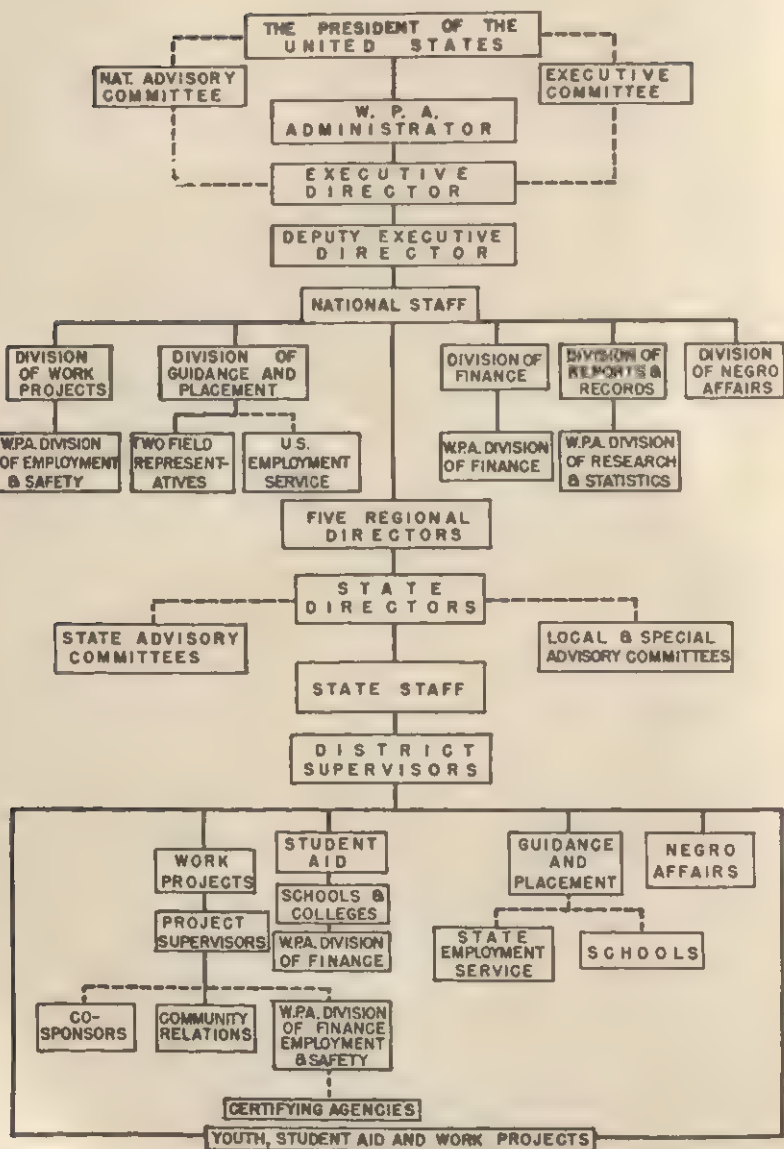 THE PRESIDENT OF THE
UNITED STATES
NAT. ADVISORY
COMMITTEE
EXECUTIVE
COMMITTEE
W. P. A.
ADMINISTRATOR
EXECUTIVE
DIRECTOR
DEPUTY EXECUTIVE
DIRECTOR
NATIONAL STAFF
DIVISION
OF WORK
PROJECTS
DIVISION OF
GUIDANCE AND
PLACEMENT
DIVISION OF
FINANCE
DIVISION OF
REPORTS &
RECORDS
DIVISION
OF NEGRO
AFFAIRS
W.P.A. DIVISION
OF EMPLOYMENT
& SAFETY
TWO FIELD
REPRESENT-
ATIVES
U.S.
EMPLOYMENT
SERVICE
W.P.A. DIVISION
OF FINANCE
W.P.A. DIVISION
OF RESEARCH
& STATISTICS
FIVE REGIONAL
DIRECTORS
STATE
DIRECTORS
STATE ADVISORY
COMMITTEES
LOCAL & SPECIAL
ADVISORY COMMITTEES
STATE STAFF
DISTRICT
SUPERVISORS
WORK
PROJECTS
STUDENT
AID
GUIDANCE
AND
PLACEMENT
NEGRO
AFFAIRS
PROJECT
SUPERVISORS
SCHOOLS &
COLLEGES
W.P.A. DIVISION
OF FINANCE
STATE
EMPLOYMENT
SERVICE
SCHOOLS
CO-
SPONSORS
COMMUNITY
RELATIONS
W.P.A. DIVISION
OF FINANCE
EMPLOYMENT
& SAFETY
CERTIFYING AGENCIES
YOUTH, STUDENT AID AND WORK PROJECTS